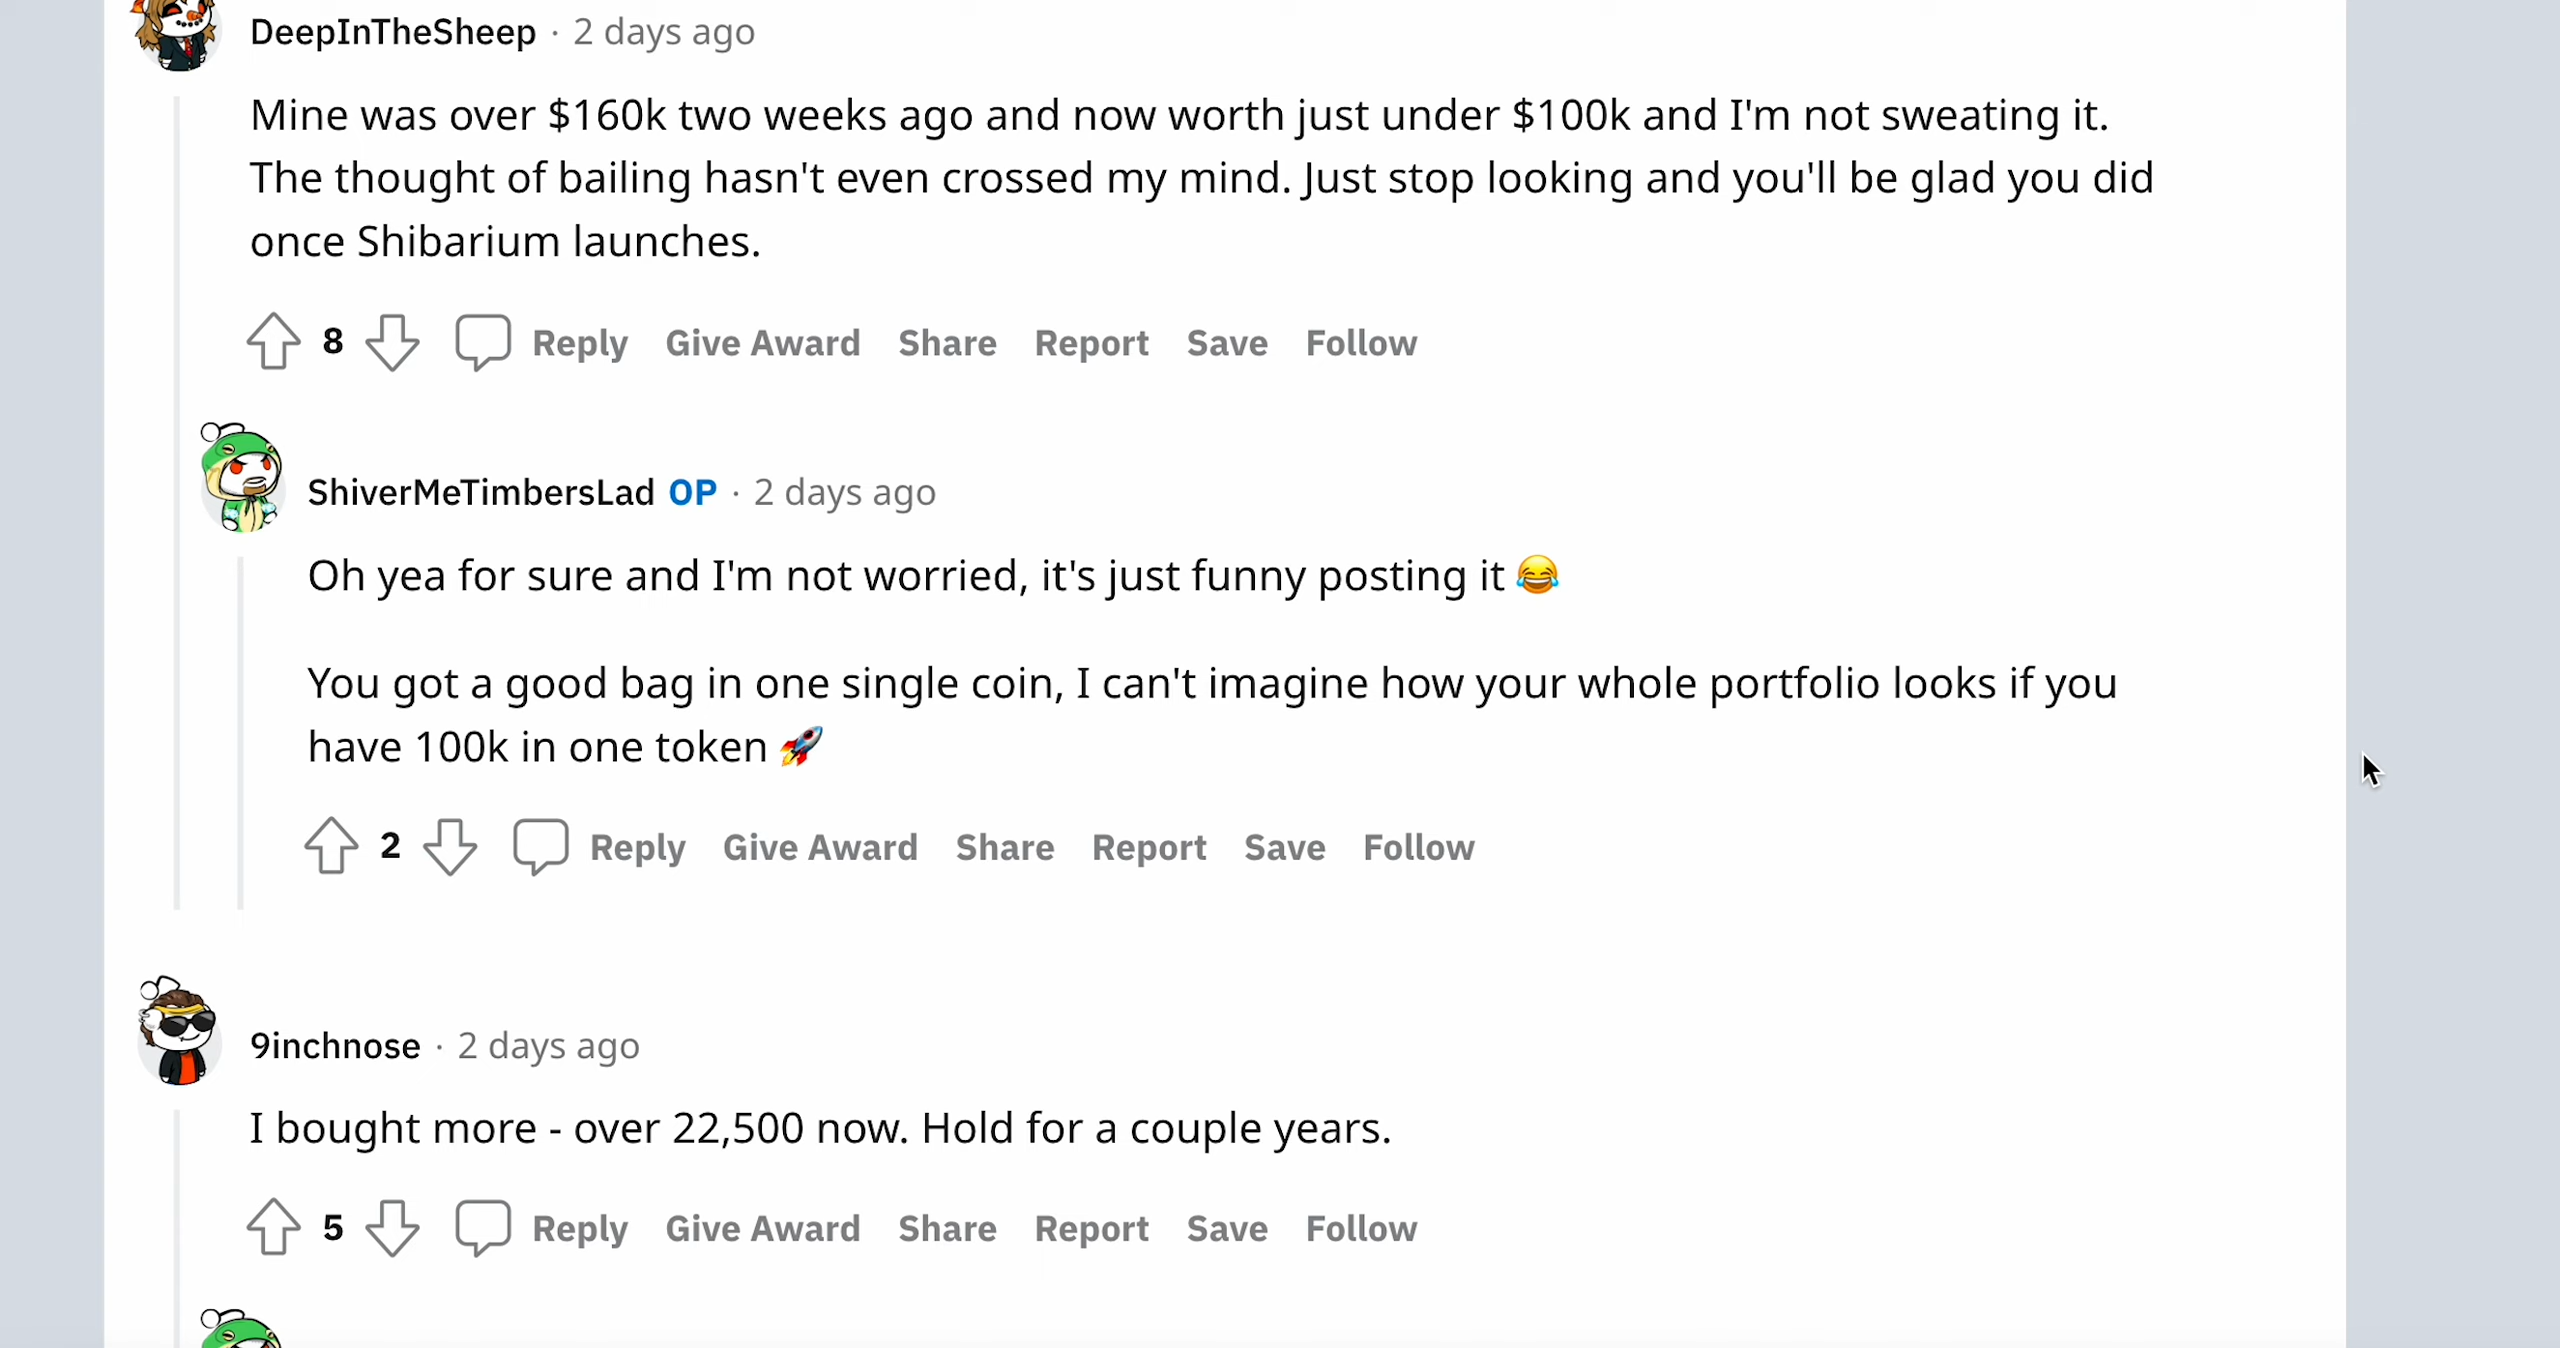 DeepInTheSheep · 2 days ago
Mine was over $160k two weeks ago and now worth just under $100k and I'm not sweating it.
The thought of bailing hasn't even crossed my mind. Just stop looking and you'll be glad you did
once Shibarium launches.
8 Reply Give Award Share Report Save Follow
ShiverMeTimbersLad OP · 2 days ago
Oh yea for sure and I'm not worried, it's just funny posting it 😂
You got a good bag in one single coin, I can't imagine how your whole portfolio looks if you
have 100k in one token 🚀
2 Reply Give Award Share Report Save Follow
9inchnose · 2 days ago
I bought more - over 22,500 now. Hold for a couple years.
5 Reply Give Award Share Report Save Follow